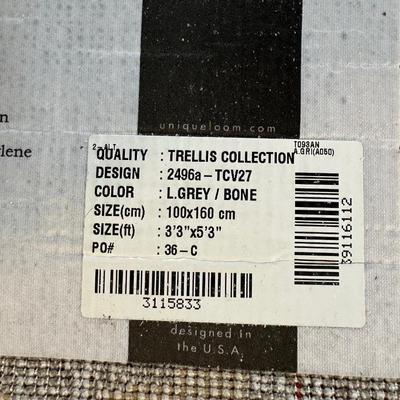 n
ylene
uniqueloom.com
2-ALT
T093AN
A.GRI(A050)
QUALITY : TRELLIS COLLECTION
DESIGN : 2496a-TCV27
COLOR : L.GREY / BONE
SIZE(cm) : 100x160 cm
SIZE(ft) : 3'3"x5'3"
PO# : 36-C
39116112
3115833
designed in
the U.S.A.